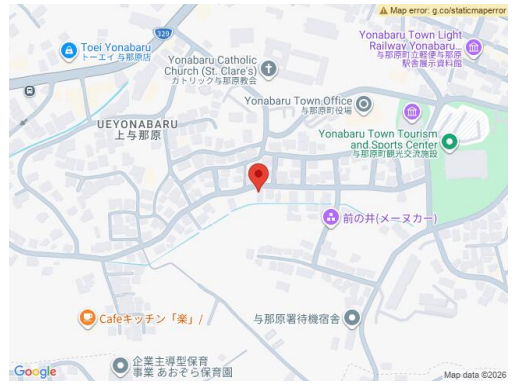 Map error: g.co/staticmaperror
329
Toei Yonabaru
トーエイ 与那原店
Yonabaru Catholic
Church (St. Clare's)
カトリック与那原教会
Yonabaru Town Light
Railway Yonabaru...
与那原町立軽便与那原
駅舎展示資料館
Yonabaru Town Office
与那原町役場
UEYONABARU
上与那原
Yonabaru Town Tourism
and Sports Center
与那原町観光交流施設
前の井(メーヌカー)
Cafeキッチン「楽」/
与那原署待機宿舎
企業主導型保育
事業 あおぞら保育園
Google
Map data ©2026